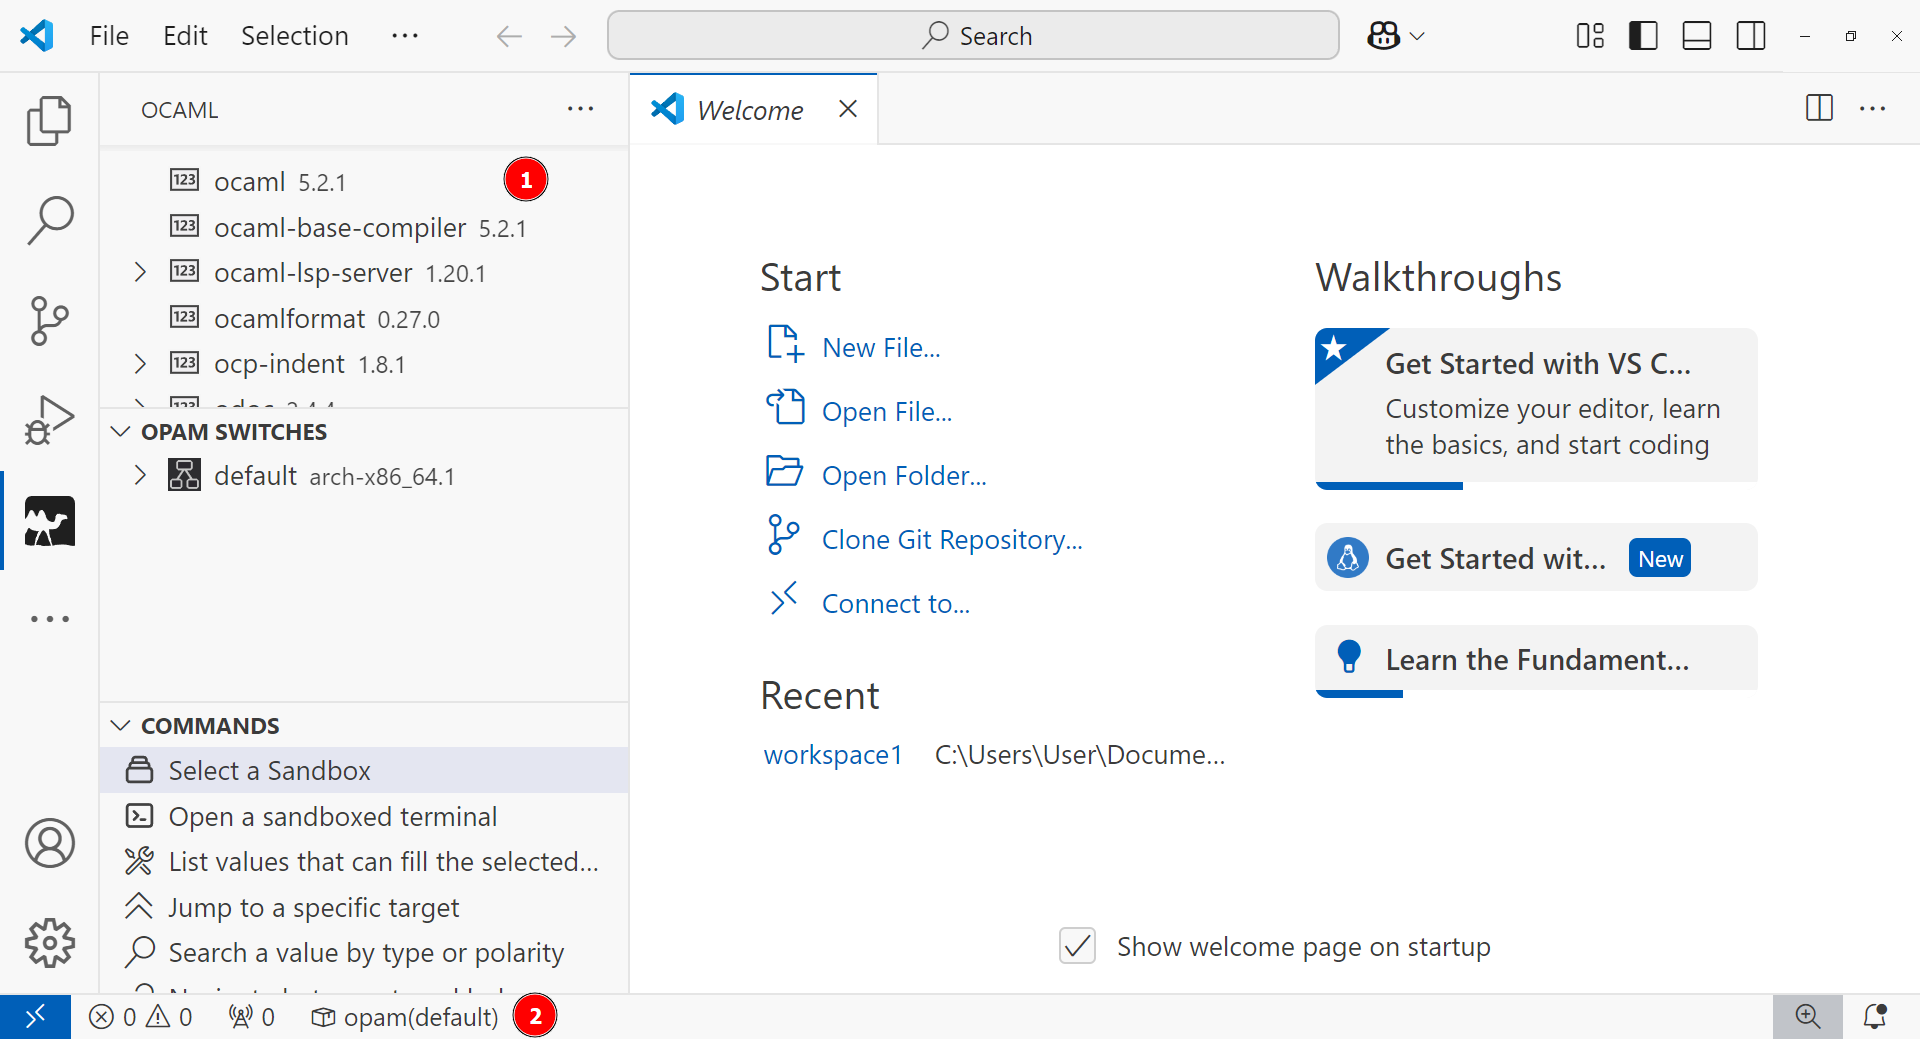 File Edit Selection ··· Search
OCAML ···
Welcome
123 ocaml 5.2.1 1
123 ocaml-base-compiler 5.2.1
123 ocaml-lsp-server 1.20.1
123 ocamlformat 0.27.0
123 ocp-indent 1.8.1
OPAM SWITCHES
default arch-x86_64.1
COMMANDS
Select a Sandbox
Open a sandboxed terminal
List values that can fill the selected...
Jump to a specific target
Search a value by type or polarity
Start
New File...
Open File...
Open Folder...
Clone Git Repository...
Connect to...
Recent
workspace1 C:\Users\User\Docume...
Walkthroughs
Get Started with VS C...
Customize your editor, learn
the basics, and start coding
Get Started wit... New
Learn the Fundament...
Show welcome page on startup
0 0 0 opam(default) 2